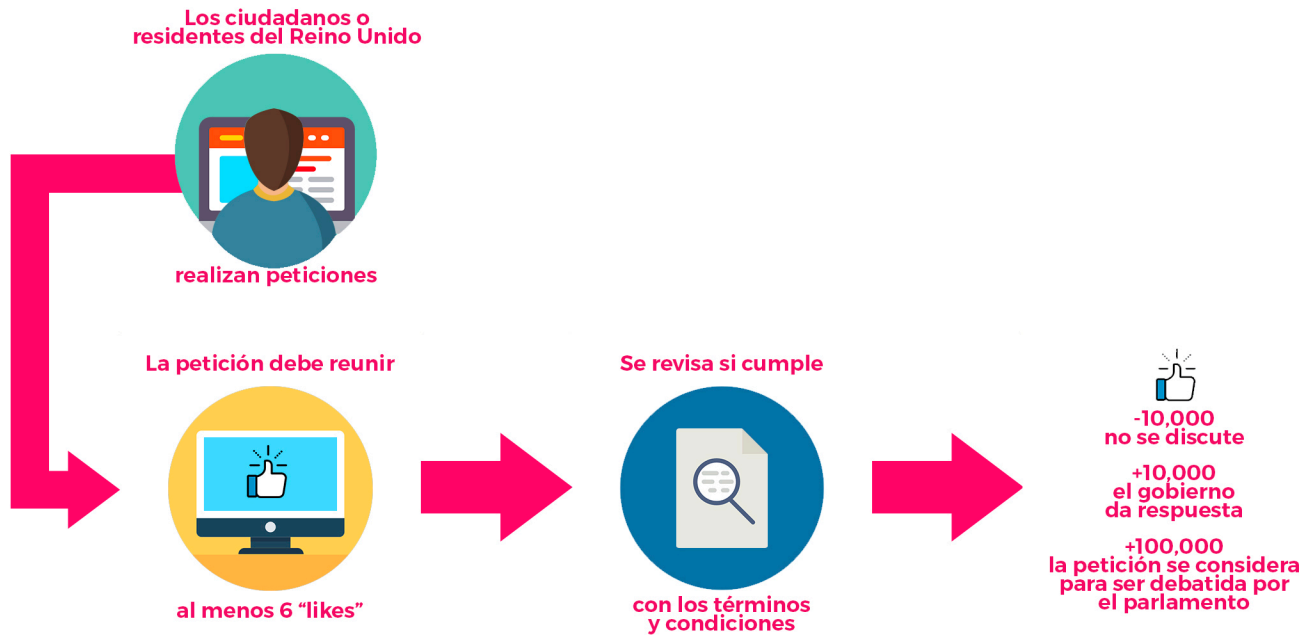 Los ciudadanos o
residentes del Reino Unido
realizan peticiones
La petición debe reunir
al menos 6 “likes”
Se revisa si cumple
con los términos
y condiciones
-10,000
no se discute
+10,000
el gobierno
da respuesta
+100,000
la petición se considera
para ser debatida por
el parlamento